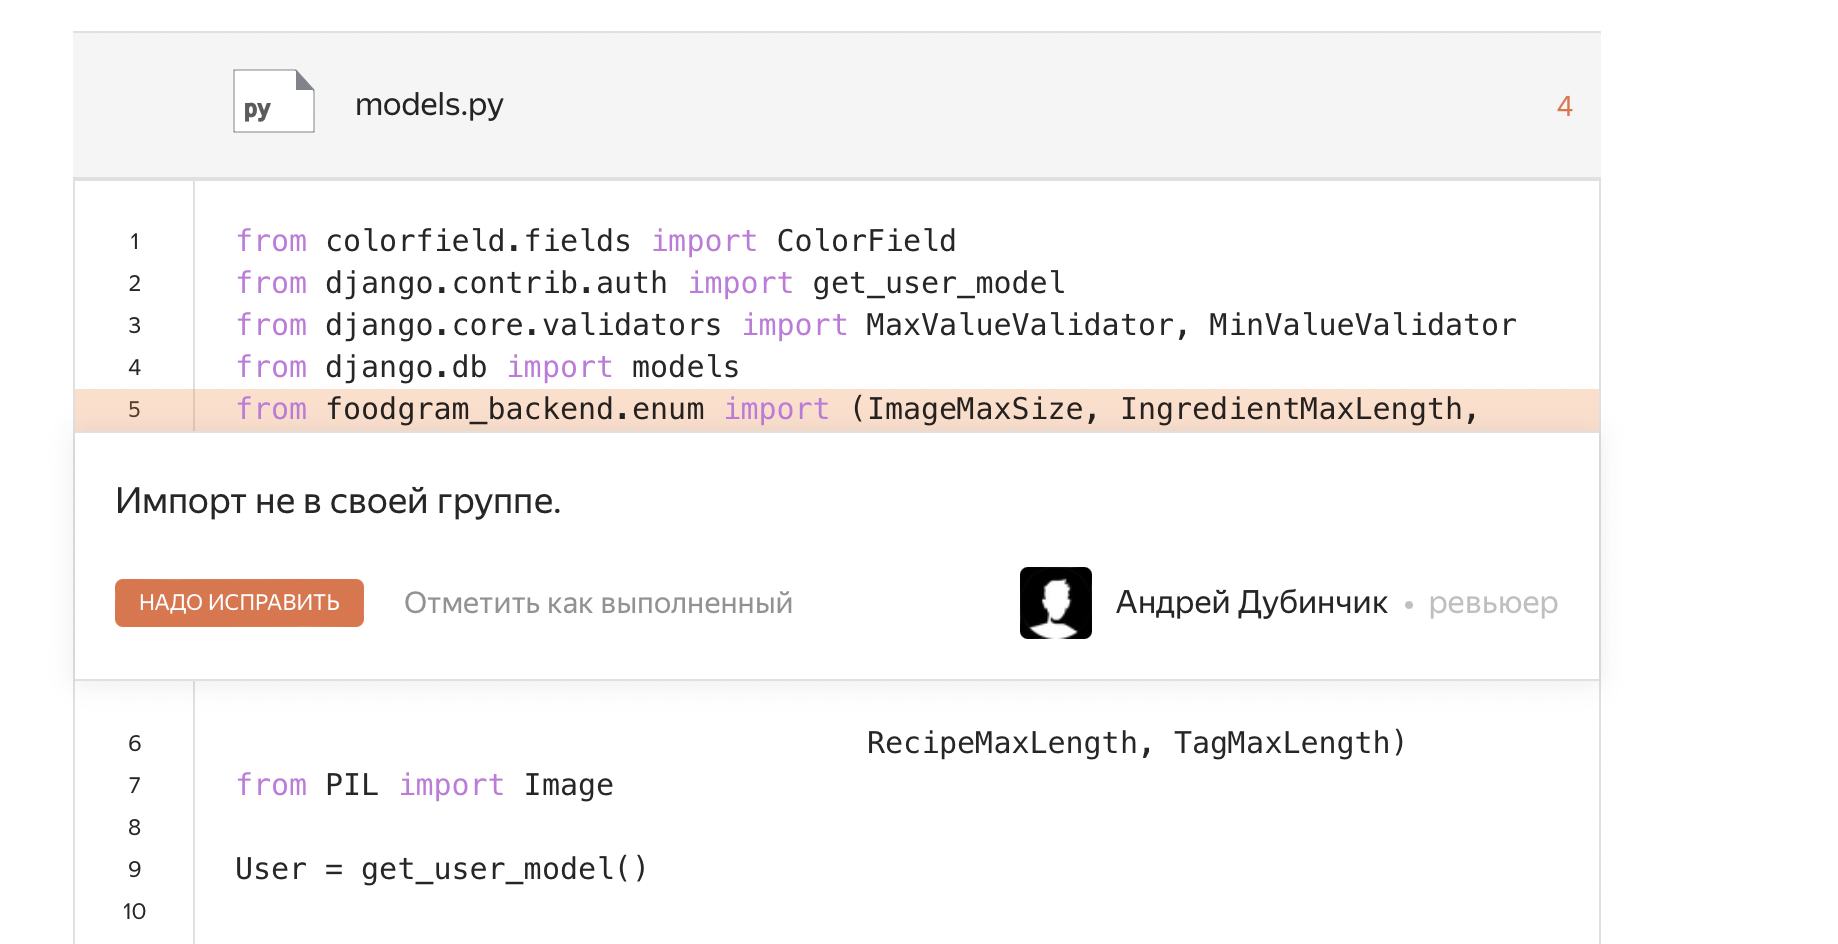 py
models.py
4
1 from colorfield.fields import ColorField
2 from django.contrib.auth import get_user_model
3 from django.core.validators import MaxValueValidator, MinValueValidator
4 from django.db import models
5 from foodgram_backend.enum import (ImageMaxSize, IngredientMaxLength,
Импорт не в своей группе.
НАДО ИСПРАВИТЬ Отметить как выполненный Андрей Дубинчик • ревьюер
6 RecipeMaxLength, TagMaxLength)
7 from PIL import Image
8
9 User = get_user_model()
10